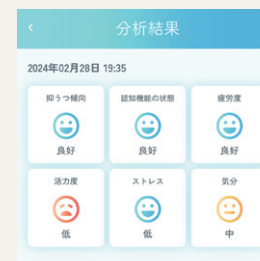 分析結果
2024年02月28日 19:35
抑うつ傾向 認知機能の状態 疲労度
良好 良好 良好
活力度 ストレス 気分
低 低 中